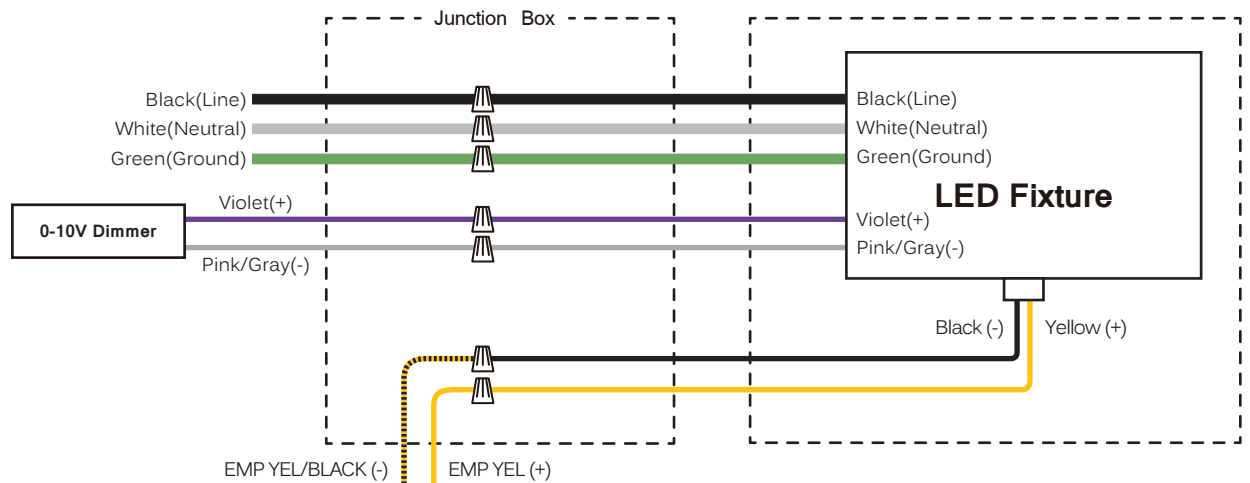 Junction Box
Black(Line)
White(Neutral)
Green(Ground)
Violet(+)
0-10V Dimmer
Pink/Gray(-)
Black(Line)
White(Neutral)
Green(Ground)
LED Fixture
Violet(+)
Pink/Gray(-)
Black (-)
Yellow (+)
EMP YEL/BLACK (-)
EMP YEL (+)